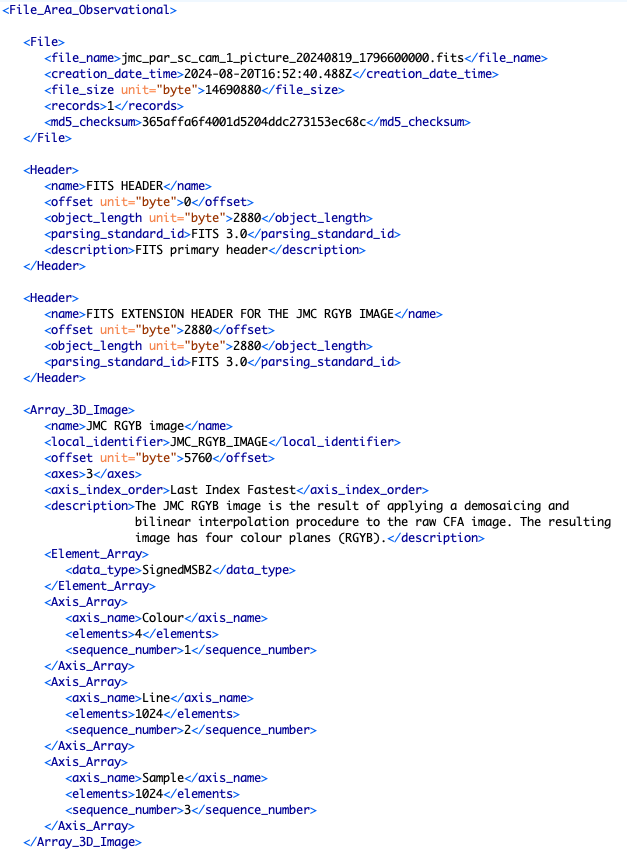 <File_Area_Observational>
<File>
<file_name>jmc_par_sc_cam_1_picture_20240819_1796600000.fits</file_name>
<creation_date_time>2024-08-20T16:52:40.488Z</creation_date_time>
<file_size unit="byte">14690880</file_size>
<records>1</records>
<md5_checksum>365affa6f4001d5204ddc273153ec68c</md5_checksum>
</File>
<Header>
<name>FITS HEADER</name>
<offset unit="byte">0</offset>
<object_length unit="byte">2880</object_length>
<parsing_standard_id>FITS 3.0</parsing_standard_id>
<description>FITS primary header</description>
</Header>
<Header>
<name>FITS EXTENSION HEADER FOR THE JMC RGYB IMAGE</name>
<offset unit="byte">2880</offset>
<object_length unit="byte">2880</object_length>
<parsing_standard_id>FITS 3.0</parsing_standard_id>
</Header>
<Array_3D_Image>
<name>JMC RGYB image</name>
<local_identifier>JMC_RGYB_IMAGE</local_identifier>
<offset unit="byte">5760</offset>
<axes>3</axes>
<axis_index_order>Last Index Fastest</axis_index_order>
<description>The JMC RGYB image is the result of applying a demosaicing and
bilinear interpolation procedure to the raw CFA image. The resulting
image has four colour planes (RGYB).</description>
<Element_Array>
<data_type>SignedMSB2</data_type>
</Element_Array>
<Axis_Array>
<axis_name>Colour</axis_name>
<elements>4</elements>
<sequence_number>1</sequence_number>
</Axis_Array>
<Axis_Array>
<axis_name>Line</axis_name>
<elements>1024</elements>
<sequence_number>2</sequence_number>
</Axis_Array>
<Axis_Array>
<axis_name>Sample</axis_name>
<elements>1024</elements>
<sequence_number>3</sequence_number>
</Axis_Array>
</Array_3D_Image>